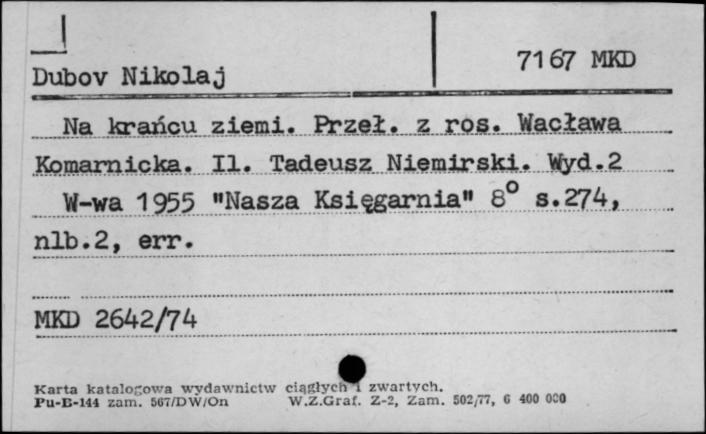 7167 MKD
Dubov Nikolaj
Na krańcu ziemi. Przeł. z ros. Wacława
Komarnicka. Il. Tadeusz Niemirski. Wyd.2
W-wa 1955 "Nasza Księgarnia" 8° s.274,
nlb.2, err.
MKD 2642/74
Karta katalogowa wydawnictw ciągłych i zwartych.
Pu-B-144 zam. 567/DW/On W.Z.Graf. Z-2, Zam. 502/77, 6 400 000